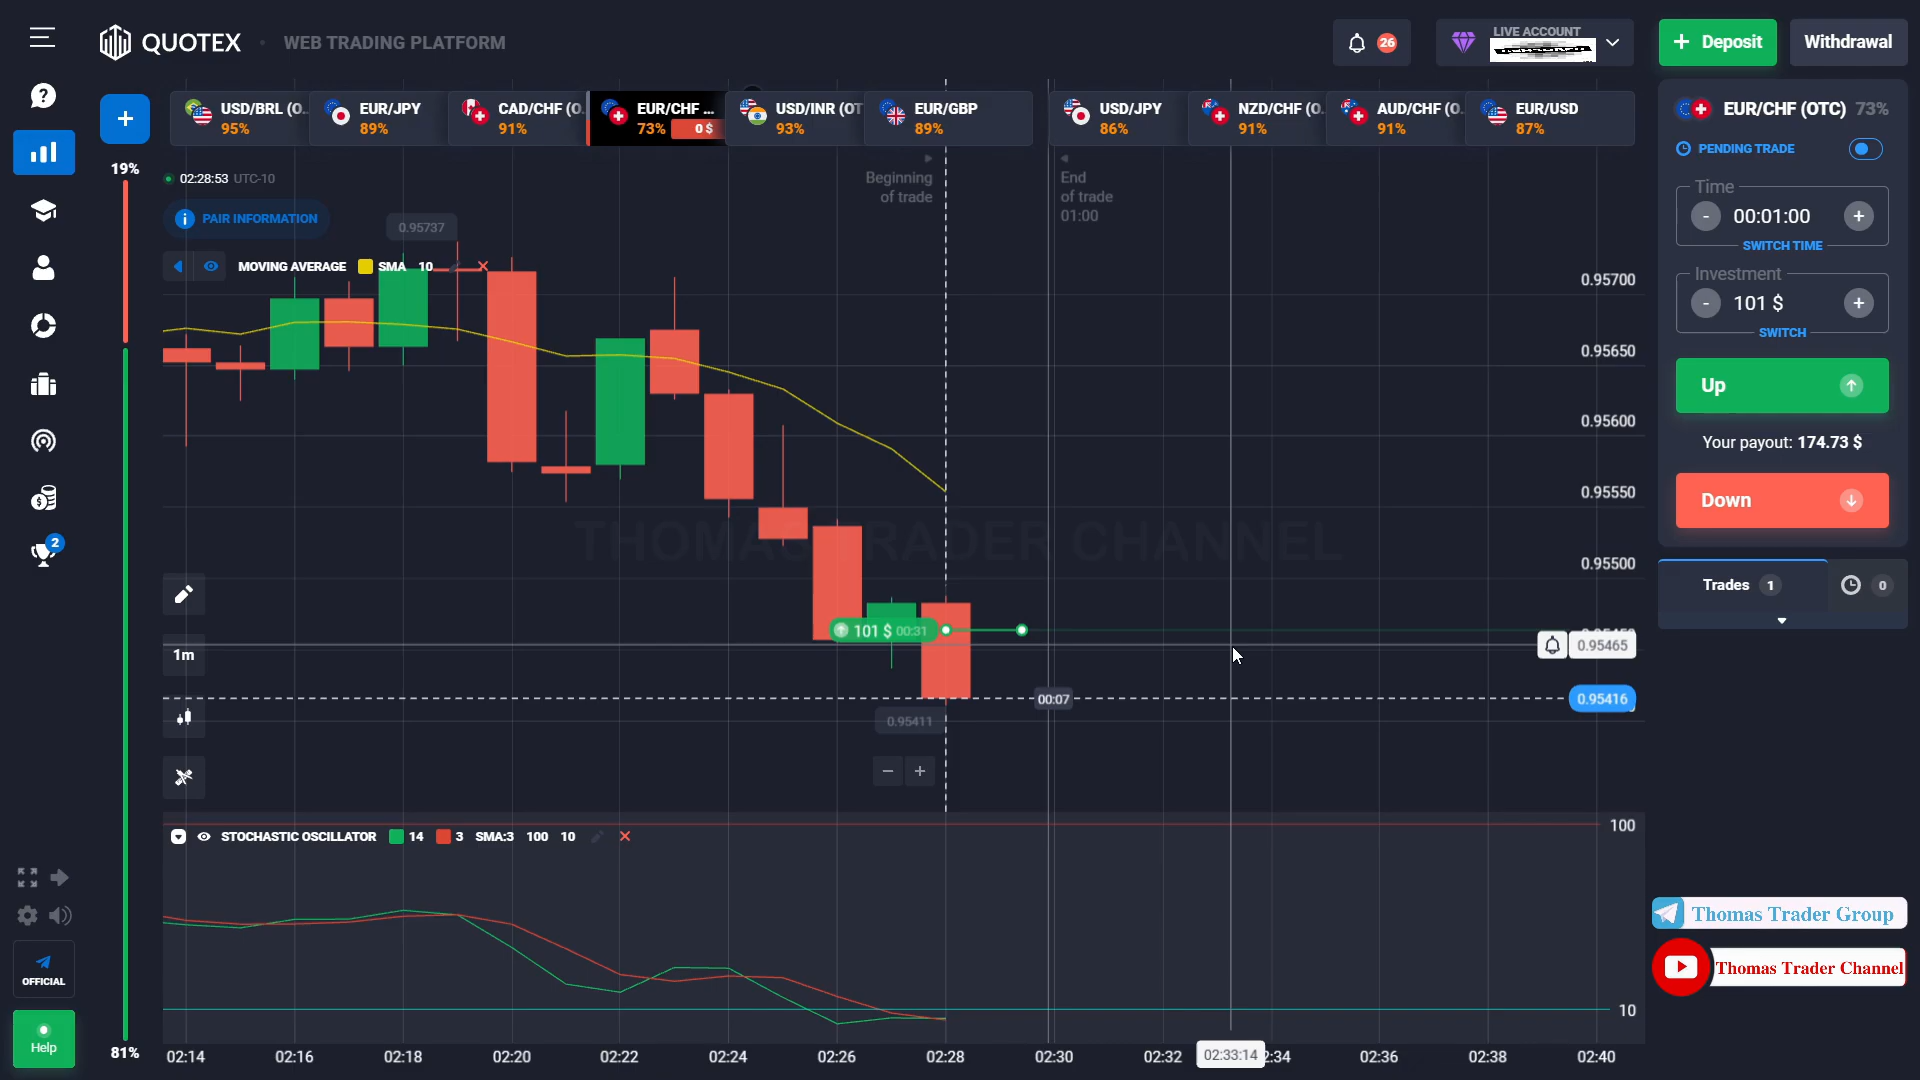 QUOTEX
WEB TRADING PLATFORM
26
LIVE ACCOUNT
+ Deposit
Withdrawal
USD/BRL (O...
95%
EUR/JPY
89%
CAD/CHF (O...
91%
EUR/CHF ...
73%
0 $
USD/INR (OT
93%
EUR/GBP
89%
USD/JPY
86%
NZD/CHF (O...
91%
AUD/CHF (O...
91%
EUR/USD
87%
EUR/CHF (OTC) 73%
PENDING TRADE
Time
- 00:01:00 +
SWITCH TIME
Investment
- 101 $ +
SWITCH
Up
Your payout: 174.73 $
Down
Trades 1
0
19%
02:28:53 UTC-10
PAIR INFORMATION
Beginning
of trade
End
of trade
01:00
0.95737
MOVING AVERAGE SMA 10
0.95700
0.95650
0.95600
0.95550
0.95500
THOMAS TRADER CHANNEL
2
101 $ 00:31
0.95465
1m
00:07
0.95416
0.95411
STOCHASTIC OSCILLATOR 14 3 SMA:3 100 10
100
10
OFFICIAL
Help
81%
02:14
02:16
02:18
02:20
02:22
02:24
02:26
02:28
02:30
02:32
02:33:14
2:34
02:36
02:38
02:40
Thomas Trader Group
Thomas Trader Channel